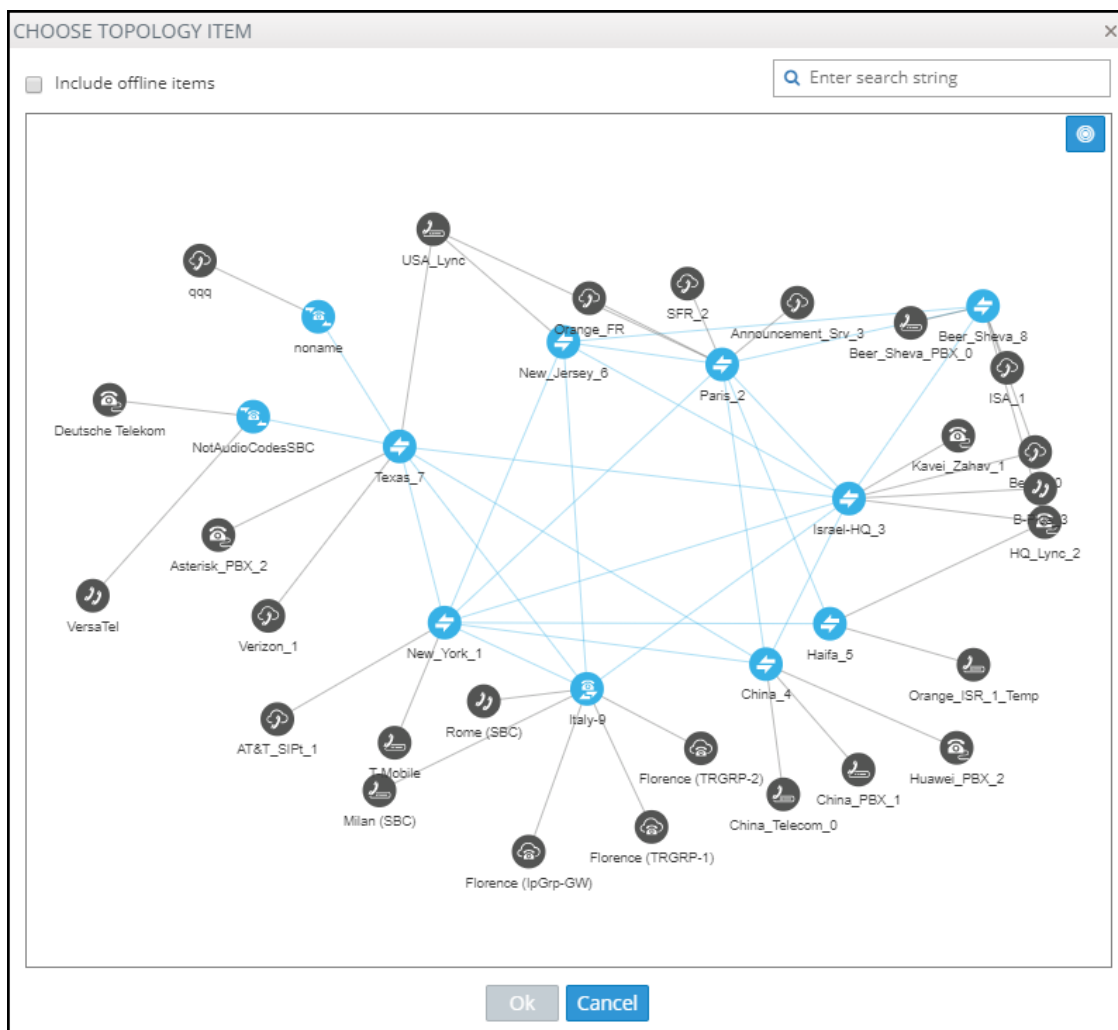 CHOOSE TOPOLOGY ITEM
Include offline items
Enter search string
USA_Lync
qqq
SFR_2
Orange_FR
Announcement_Srv_3
Beer_Sheva_8
noname
Beer_Sheva_PBX_0
New_Jersey_6
Paris_2
ISA_1
Deutsche Telekom
NotAudioCodesSBC
Kavei_Zahav_1
Texas_7
Israel-HQ_3
HQ_Lync_2
Asterisk_PBX_2
VersaTel
Verizon_1
New_York_1
Haifa_5
China_4
Orange_ISR_1_Temp
Italy-9
Rome (SBC)
AT&T_SIPt_1
T-Mobile
Florence (TRGRP-2)
Huawei_PBX_2
China_PBX_1
Milan (SBC)
China_Telecom_0
Florence (TRGRP-1)
Florence (IpGrp-GW)
Ok
Cancel